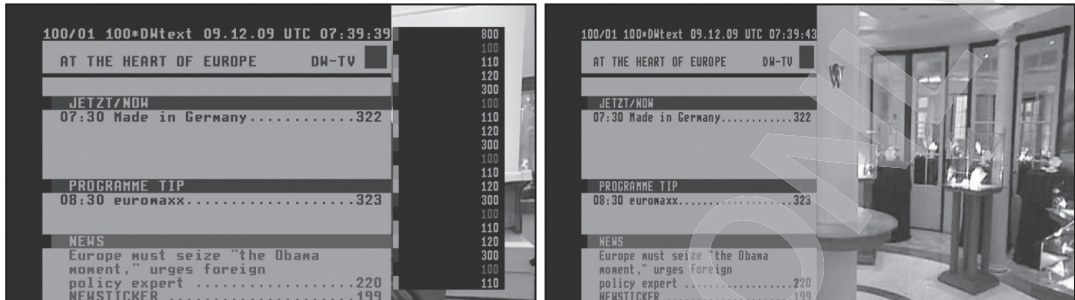 100/01 100*DWtext 09.12.09 UTC 07:39:39
AT THE HEART OF EUROPE DW-TV
JETZT/NOW
07:30 Made in Germany............322
PROGRAMME TIP
08:30 euromaxx..................323
NEWS
Europe must seize "the Obama
moment," urges foreign
policy expert ..................220
NEWSTICKER ....................199
800
100
110
120
300
100
110
120
300
100
110
120
300
100
110
120
300
100
110
100/01 100*DWtext 09.12.09 UTC 07:39:43
AT THE HEART OF EUROPE DW-TV
JETZT/NOW
07:30 Made in Germany............322
PROGRAMME TIP
08:30 euromaxx..................323
NEWS
Europe must seize "the Obama
moment," urges foreign
policy expert ..................220
NEWSTICKER ....................199